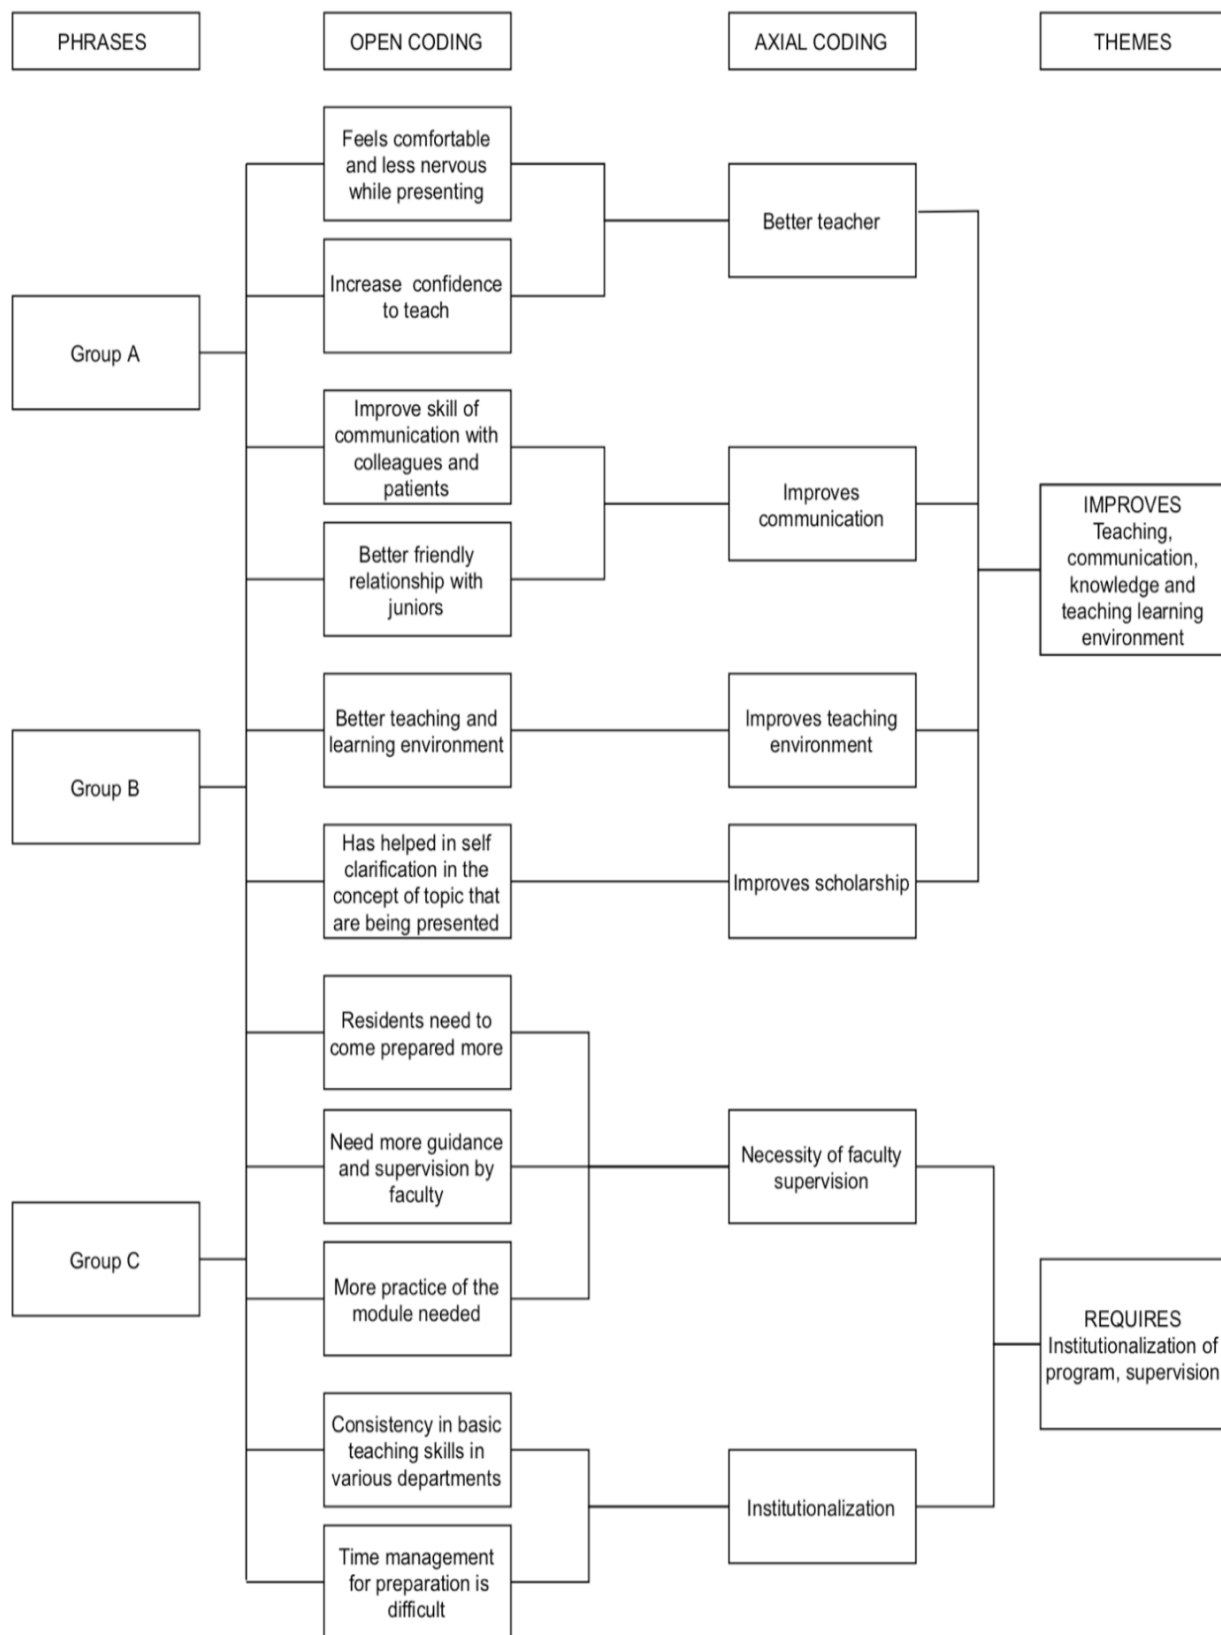 PHRASES
OPEN CODING
AXIAL CODING
THEMES
Group A
Group B
Group C
Feels comfortable
and less nervous
while presenting
Increase confidence
to teach
Improve skill of
communication with
colleagues and
patients
Better friendly
relationship with
juniors
Better teaching and
learning environment
Has helped in self
clarification in the
concept of topic that
are being presented
Residents need to
come prepared more
Need more guidance
and supervision by
faculty
More practice of the
module needed
Consistency in basic
teaching skills in
various departments
Time management
for preparation is
difficult
Better teacher
Improves
communication
Improves teaching
environment
Improves scholarship
Necessity of faculty
supervision
Institutionalization
IMPROVES
Teaching,
communication,
knowledge and
teaching learning
environment
REQUIRES
Institutionalization of
program, supervision